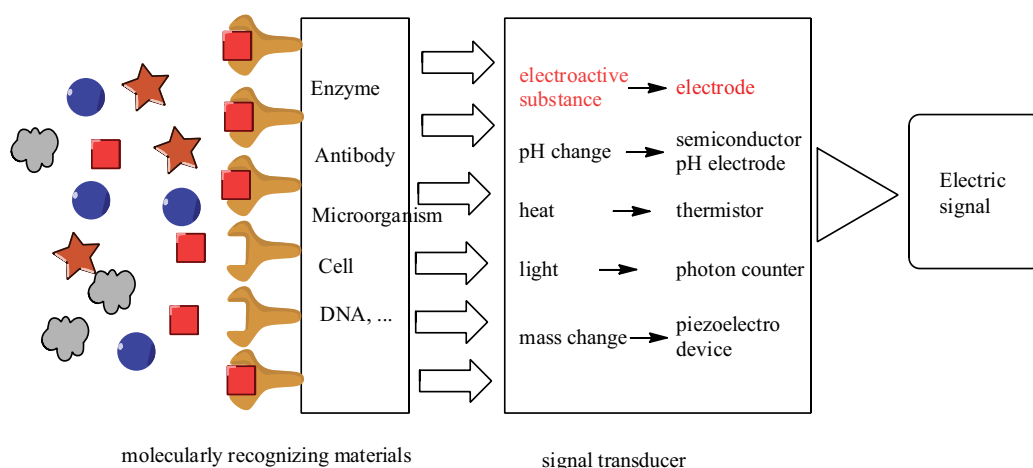 Enzyme
Antibody
Microorganism
Cell
DNA, ...
molecularly recognizing materials
electroactive
substance
electrode
pH change
semiconductor
pH electrode
heat
thermistor
light
photon counter
mass change
piezoelectro
device
signal transducer
Electric
signal